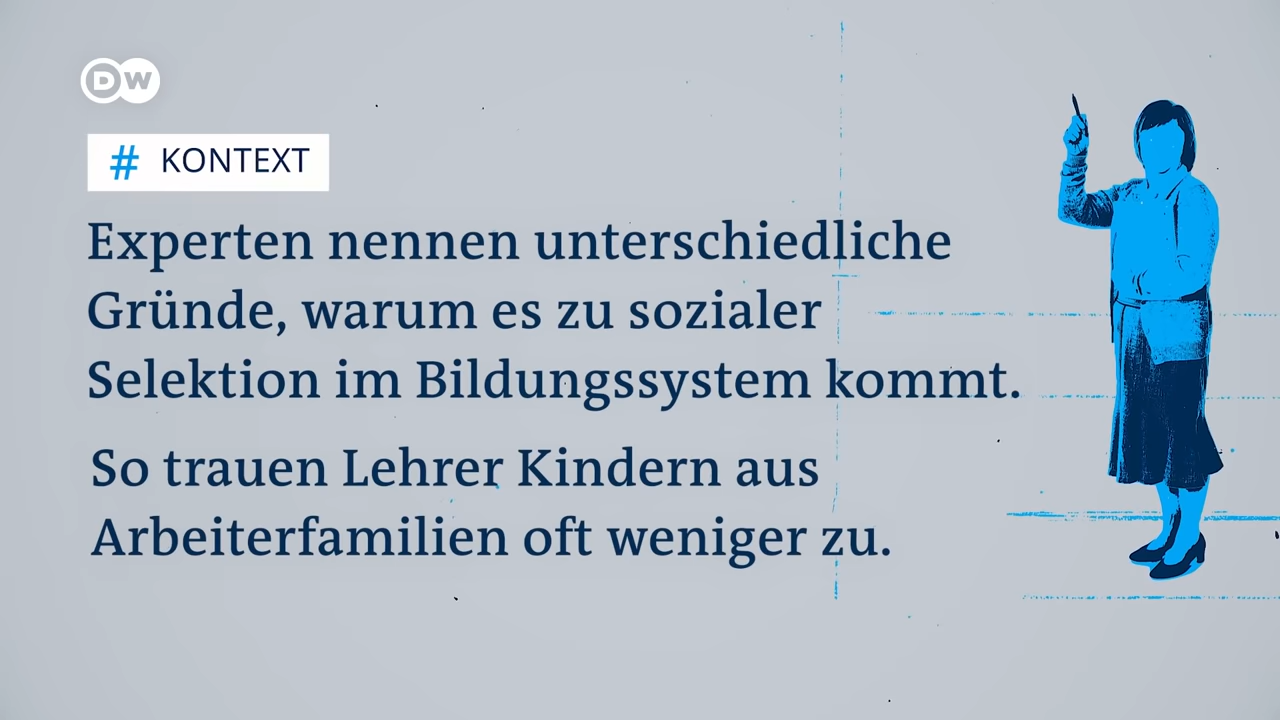 DW
# KONTEXT
Experten nennen unterschiedliche
Gründe, warum es zu sozialer
Selektion im Bildungssystem kommt.
So trauen Lehrer Kindern aus
Arbeiterfamilien oft weniger zu.